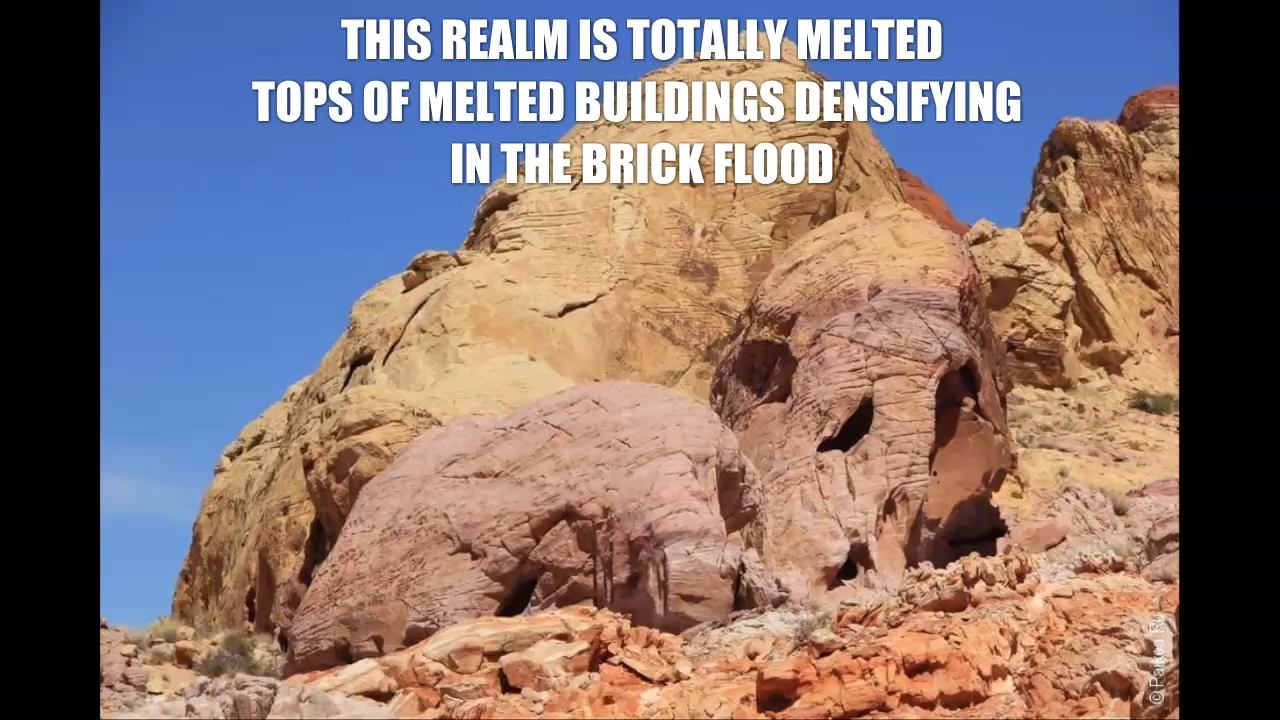 THIS REALM IS TOTALLY MELTED
TOPS OF MELTED BUILDINGS DENSIFYING
IN THE BRICK FLOOD